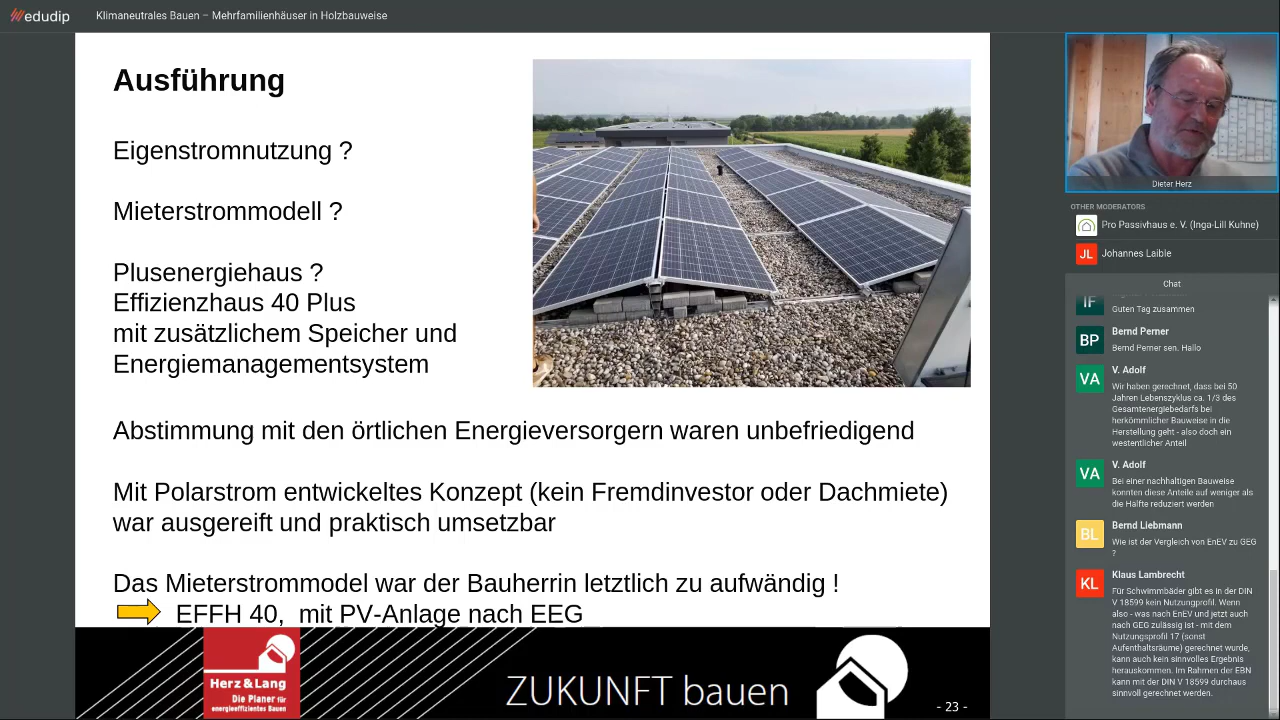 edudip
Klimaneutrales Bauen – Mehrfamilienhäuser in Holzbauweise
Ausführung
Eigenstromnutzung ?
Mieterstrommodell ?
Plusenergiehaus ?
Effizienzhaus 40 Plus
mit zusätzlichem Speicher und
Energiemanagementsystem
Abstimmung mit den örtlichen Energieversorgern waren unbefriedigend
Mit Polarstrom entwickeltes Konzept (kein Fremdinvestor oder Dachmiete)
war ausgereift und praktisch umsetzbar
Das Mieterstrommodel war der Bauherrin letztlich zu aufwändig !
EFFH 40, mit PV-Anlage nach EEG
Herz & Lang
Die Planer für
energieeffizientes Bauen
ZUKUNFT bauen
- 23 -
Dieter Herz
OTHER MODERATORS
Pro Passivhaus e. V. (Inga-Lill Kuhne)
JL
Johannes Laible
Chat
IF
Guten Tag zusammen
BP
Bernd Perner
Bernd Perner sen. Hallo
VA
V. Adolf
Wir haben gerechnet, dass bei 50
Jahren Lebenszyklus ca. 1/3 des
Gesamtenergiebedarfs bei
herkömmlicher Bauweise in die
Herstellung geht - also doch ein
westentlicher Anteil
VA
V. Adolf
Bei einer nachhaltigen Bauweise
konnten diese Anteile auf weniger als
die Hälfte reduziert werden
BL
Bernd Liebmann
Wie ist der Vergleich von EnEV zu GEG
?
KL
Klaus Lambrecht
Für Schwimmbäder gibt es in der DIN
V 18599 kein Nutzungprofil. Wenn
also - was nach EnEV und jetzt auch
nach GEG zulässig ist - mit dem
Nutzungsprofil 17 (sonst
Aufenthaltsräume) gerechnet wurde,
kann auch kein sinnvolles Ergebnis
herauskommen. Im Rahmen der EBN
kann mit der DIN V 18599 durchaus
sinnvoll gerechnet werden.